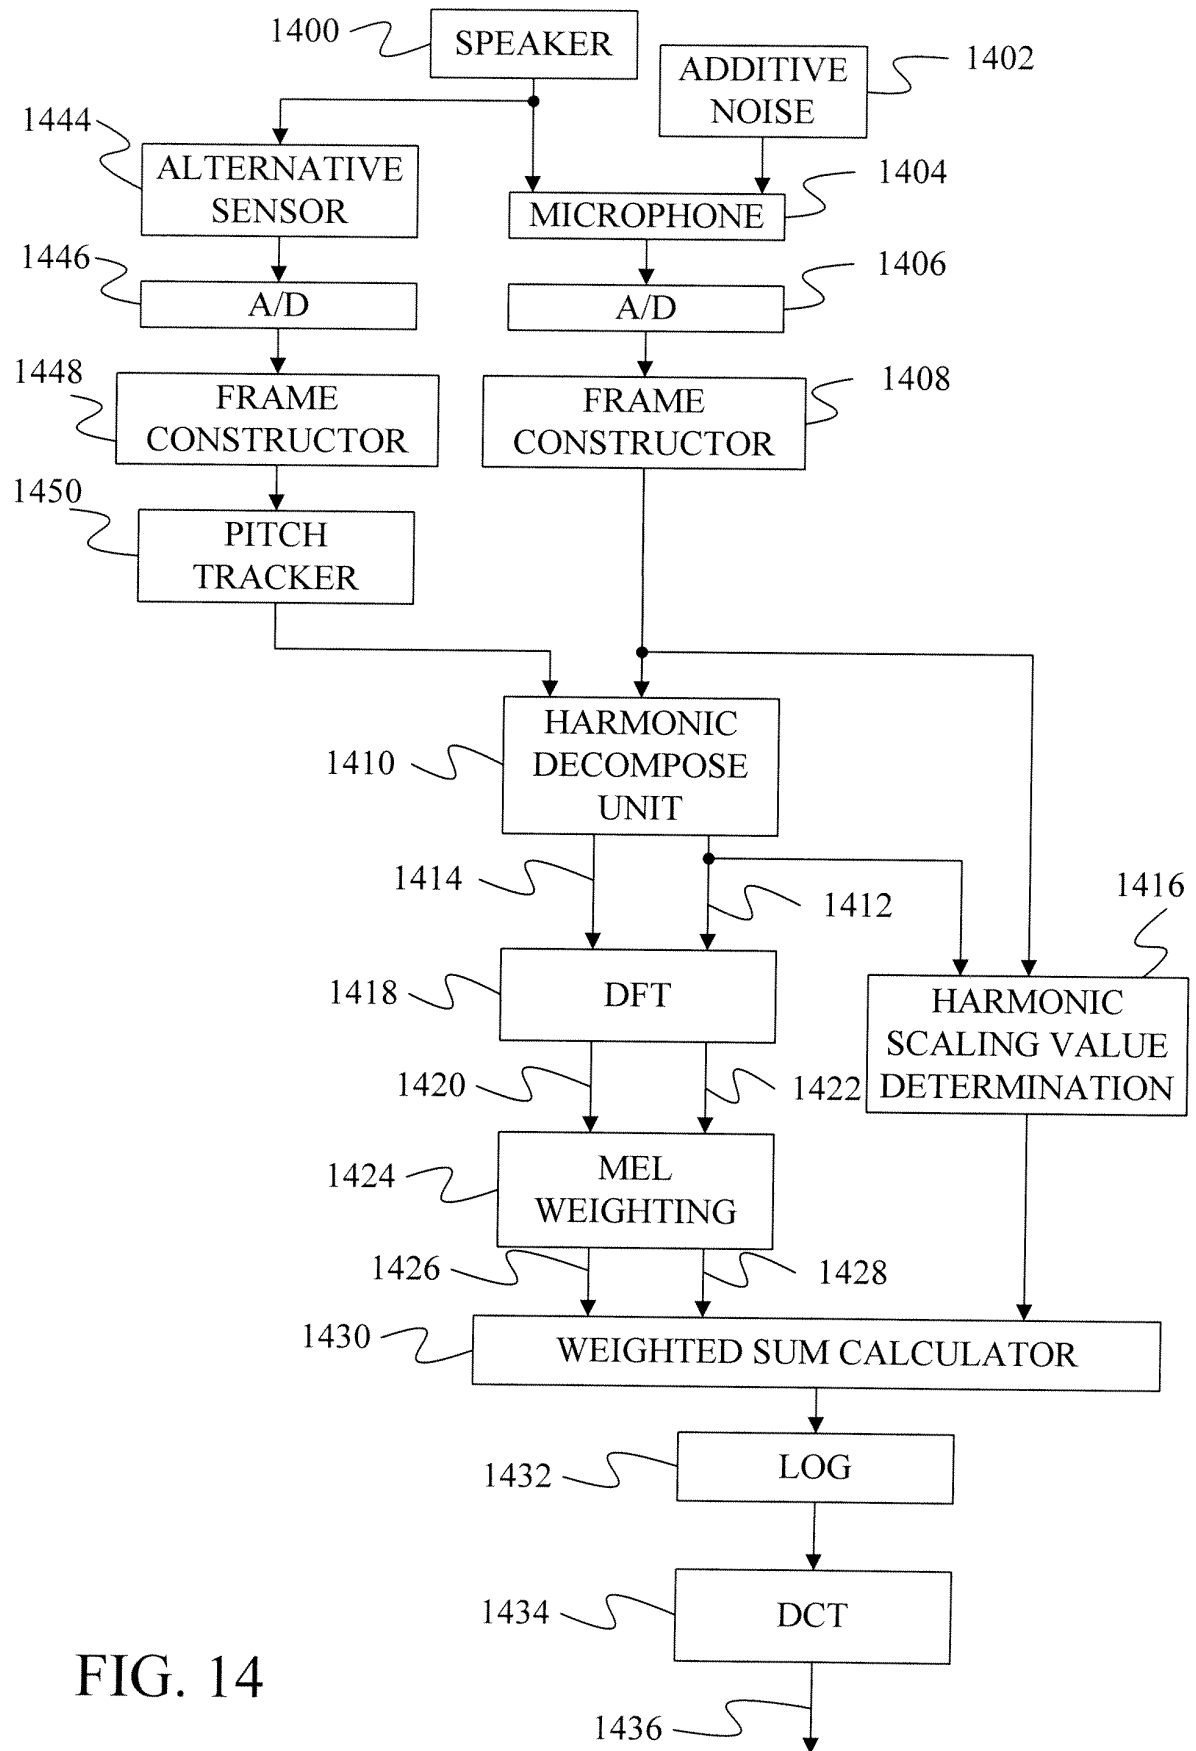 1400
SPEAKER
ADDITIVE
NOISE
1402
1444
ALTERNATIVE
SENSOR
1404
MICROPHONE
1446
A/D
1406
A/D
1448
FRAME
CONSTRUCTOR
1408
FRAME
CONSTRUCTOR
1450
PITCH
TRACKER
1410
HARMONIC
DECOMPOSE
UNIT
1414
1412
1416
1418
DFT
HARMONIC
SCALING VALUE
DETERMINATION
1420
1422
1424
MEL
WEIGHTING
1426
1428
1430
WEIGHTED SUM CALCULATOR
1432
LOG
1434
DCT
FIG. 14
1436